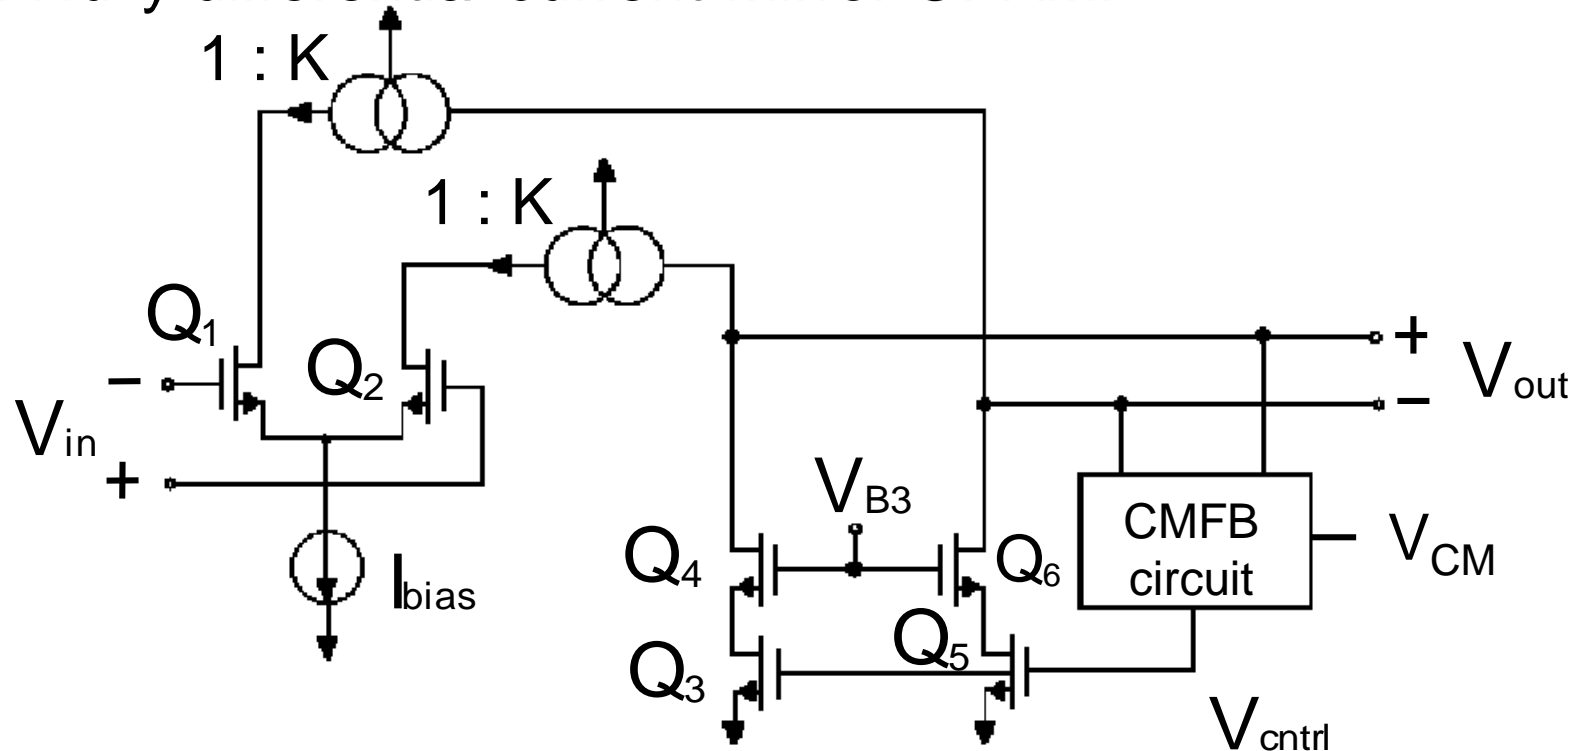 1 : K
1 : K
Q1
Q2
−
Vin
+
Ibias
VB3
Q4
Q6
Q3
Q5
+
Vout
−
CMFB
circuit
VCM
Vcntrl